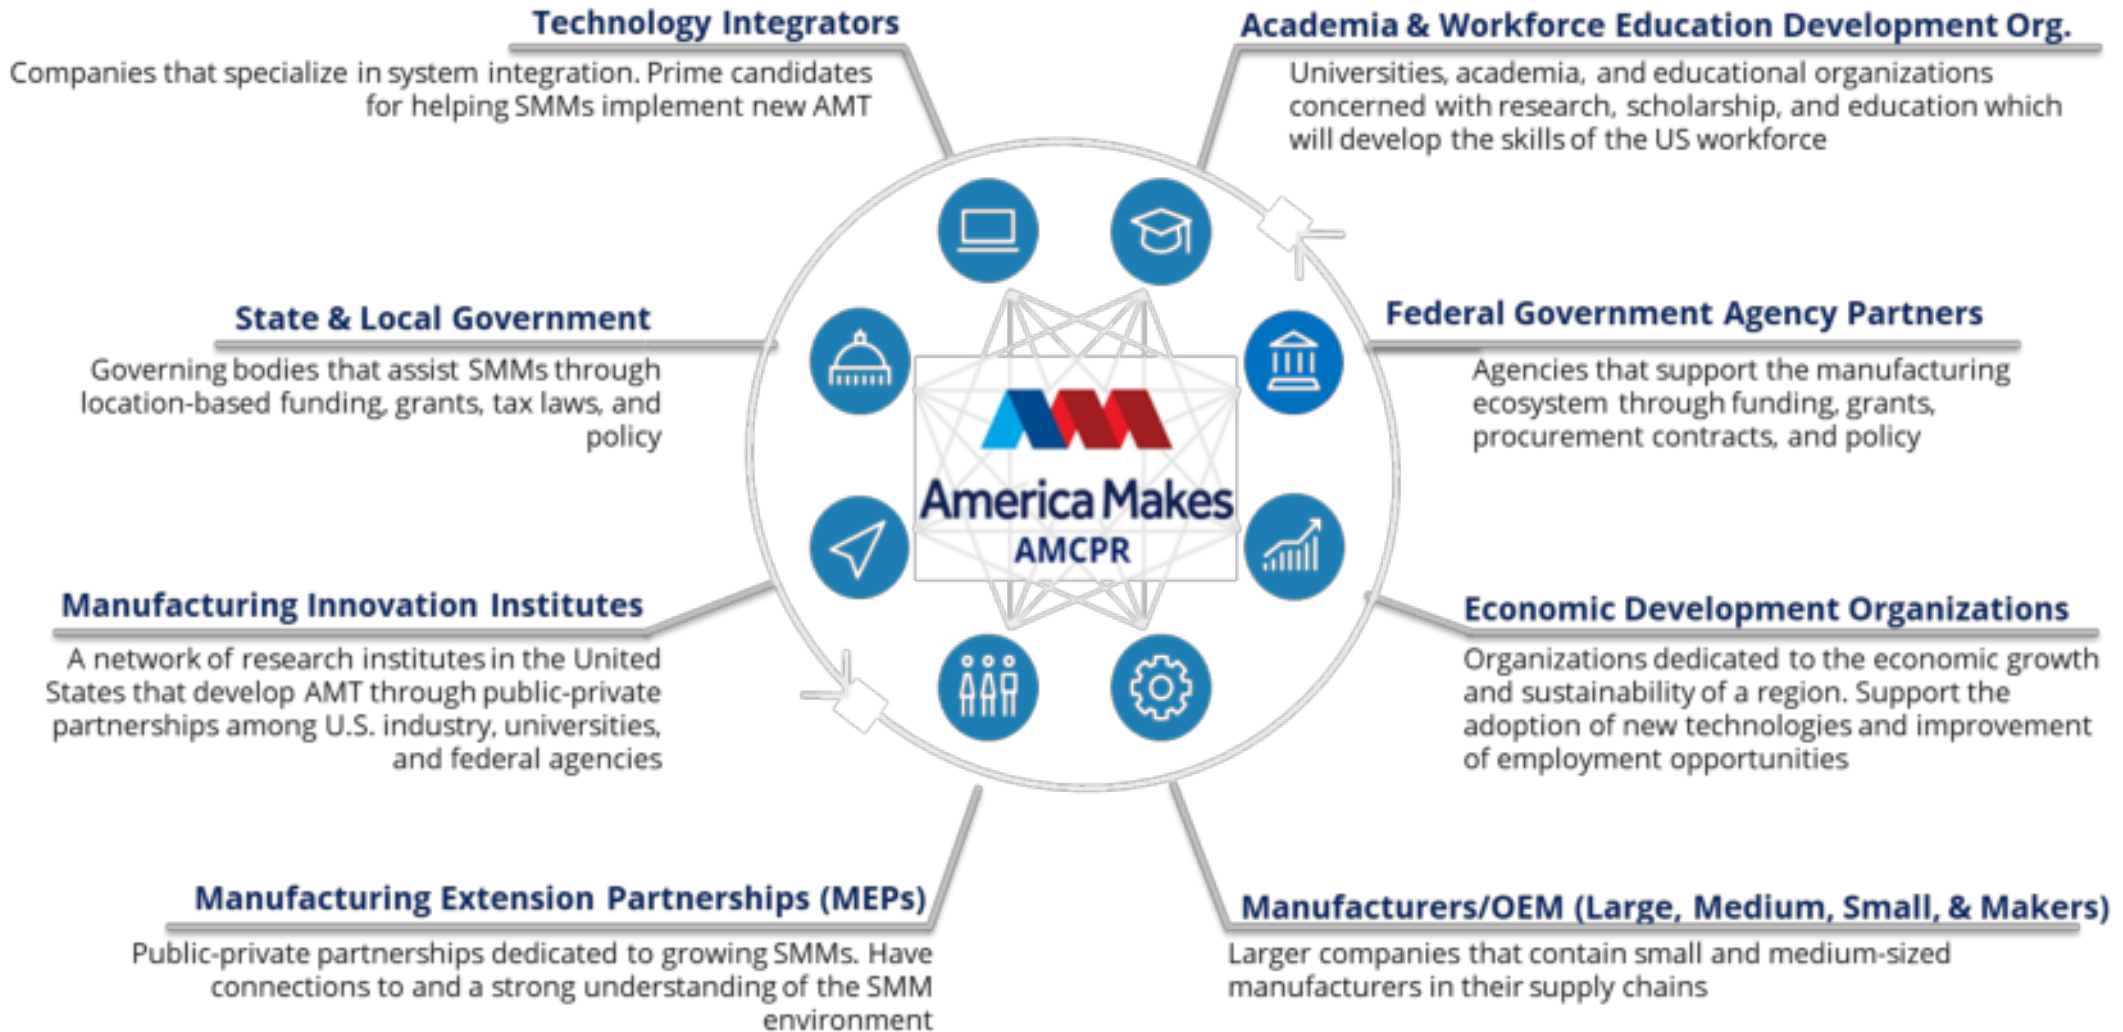 Technology Integrators
Companies that specialize in system integration. Prime candidates
for helping SMMs implement new AMT
Academia & Workforce Education Development Org.
Universities, academia, and educational organizations
concerned with research, scholarship, and education which
will develop the skills of the US workforce
State & Local Government
Governing bodies that assist SMMs through
location-based funding, grants, tax laws, and
policy
Federal Government Agency Partners
Agencies that support the manufacturing
ecosystem through funding, grants,
procurement contracts, and policy
America Makes
AMCPR
Manufacturing Innovation Institutes
A network of research institutes in the United
States that develop AMT through public-private
partnerships among U.S. industry, universities,
and federal agencies
Economic Development Organizations
Organizations dedicated to the economic growth
and sustainability of a region. Support the
adoption of new technologies and improvement
of employment opportunities
Manufacturing Extension Partnerships (MEPs)
Public-private partnerships dedicated to growing SMMs. Have
connections to and a strong understanding of the SMM
environment
Manufacturers/OEM (Large, Medium, Small, & Makers)
Larger companies that contain small and medium-sized
manufacturers in their supply chains